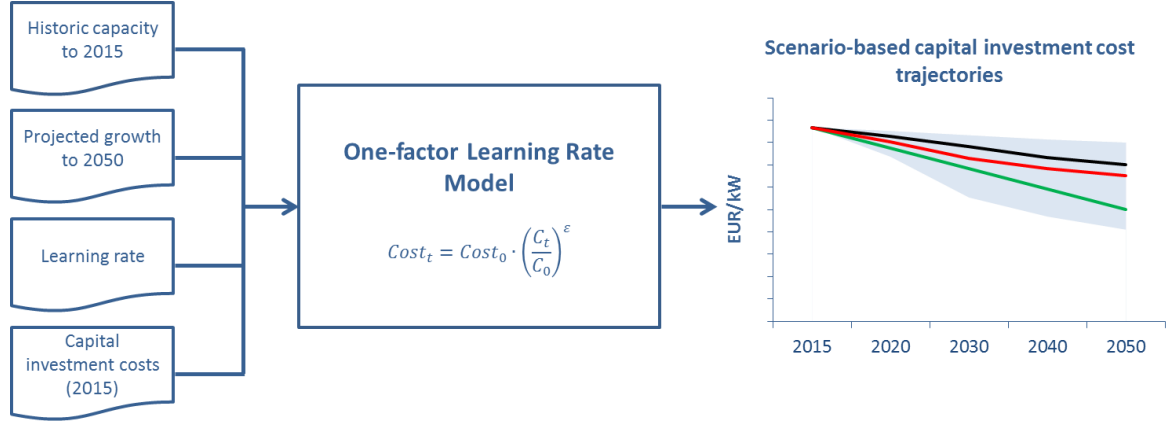 Historic capacity
to 2015
Projected growth
to 2050
Learning rate
Capital
investment costs
(2015)
One-factor Learning Rate
Model
Cost_t = Cost_0 · (C_t / C_0)^ε
Scenario-based capital investment cost
trajectories
EUR/kW
2015 2020 2030 2040 2050